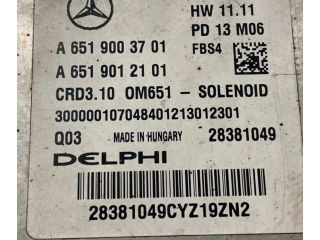 HW 11.11
PD 13 M06
A 651 900 37 01
FBS4
A 651 901 21 01
CRD3.10 OM651 - SOLENOID
300000107048401213012301
Q03 MADE IN HUNGARY 28381049
DELPHI
28381049CYZ19ZN2